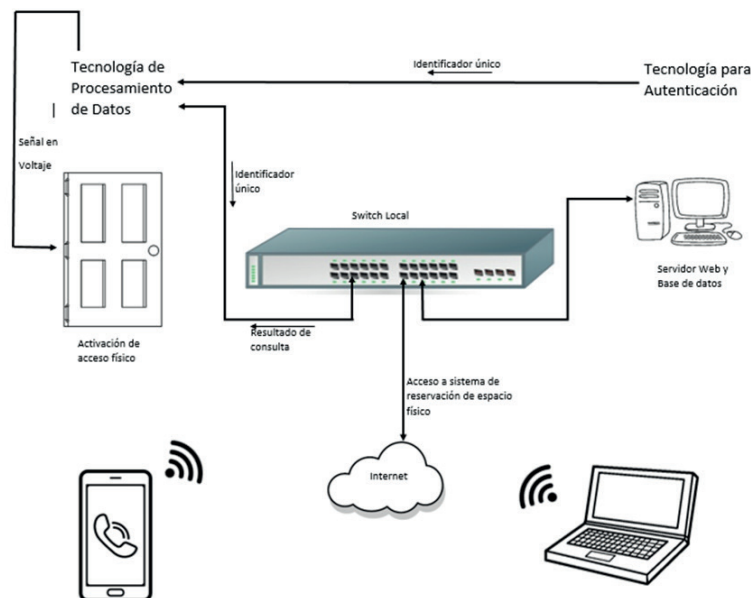 Tecnología de
Procesamiento
de Datos
Identificador único
Tecnología para
Autenticación
Señal en
Voltaje
Identificador
único
Switch Local
Servidor Web y
Base de datos
Activación de
acceso físico
Resultado de
consulta
Acceso a sistema de
reservación de espacio
físico
Internet